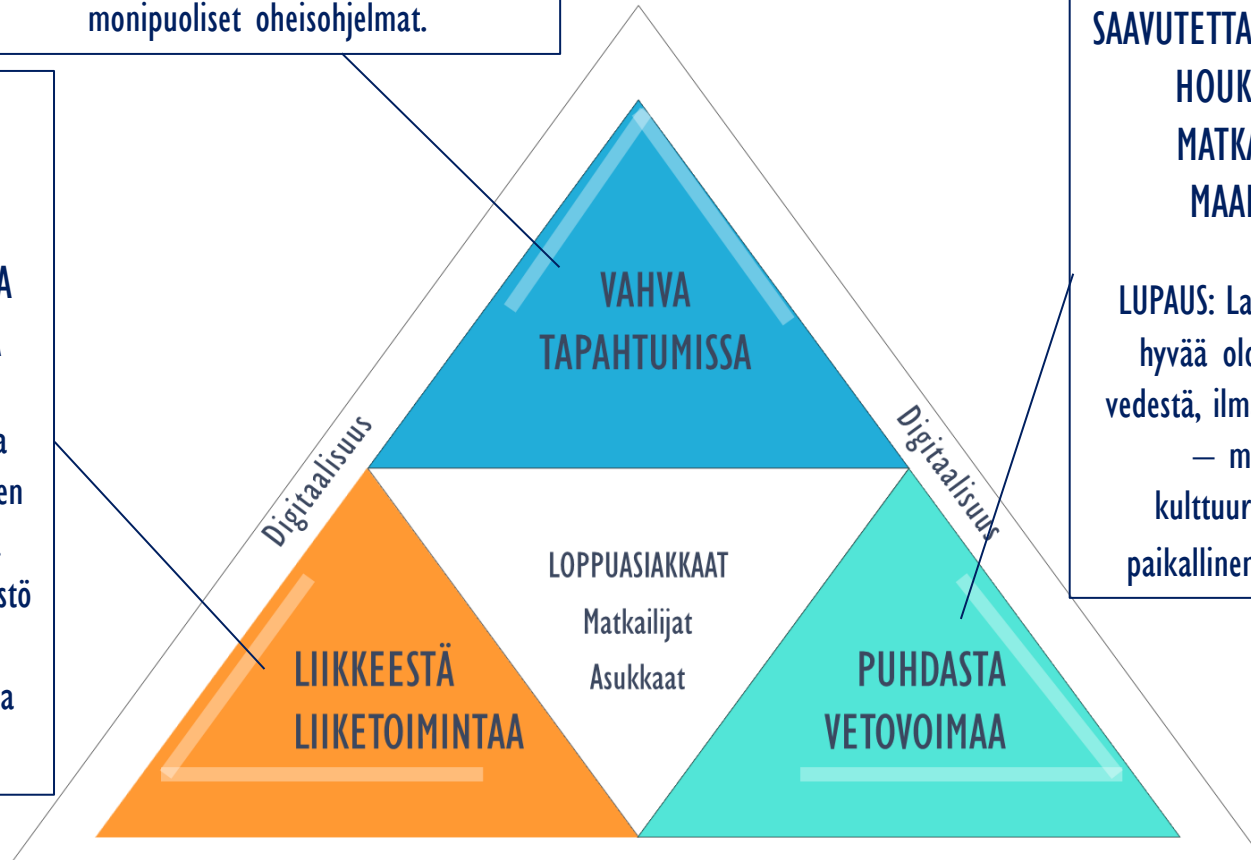 monipuoliset oheisohjelmat.
VAHVA
TAPAHTUMISSA
Digitaalisuus
Digitaalisuus
LOPPUASIAKKAAT
Matkailijat
Asukkaat
LIIKKEESTÄ
LIIKETOIMINTAA
PUHDASTA
VETOVOIMAA
SAAVUTETTA
HOUK
MATKA
MAAI
LUPAUS: La
hyvää olo
vedestä, ilm
– m
kulttuur
paikallinen